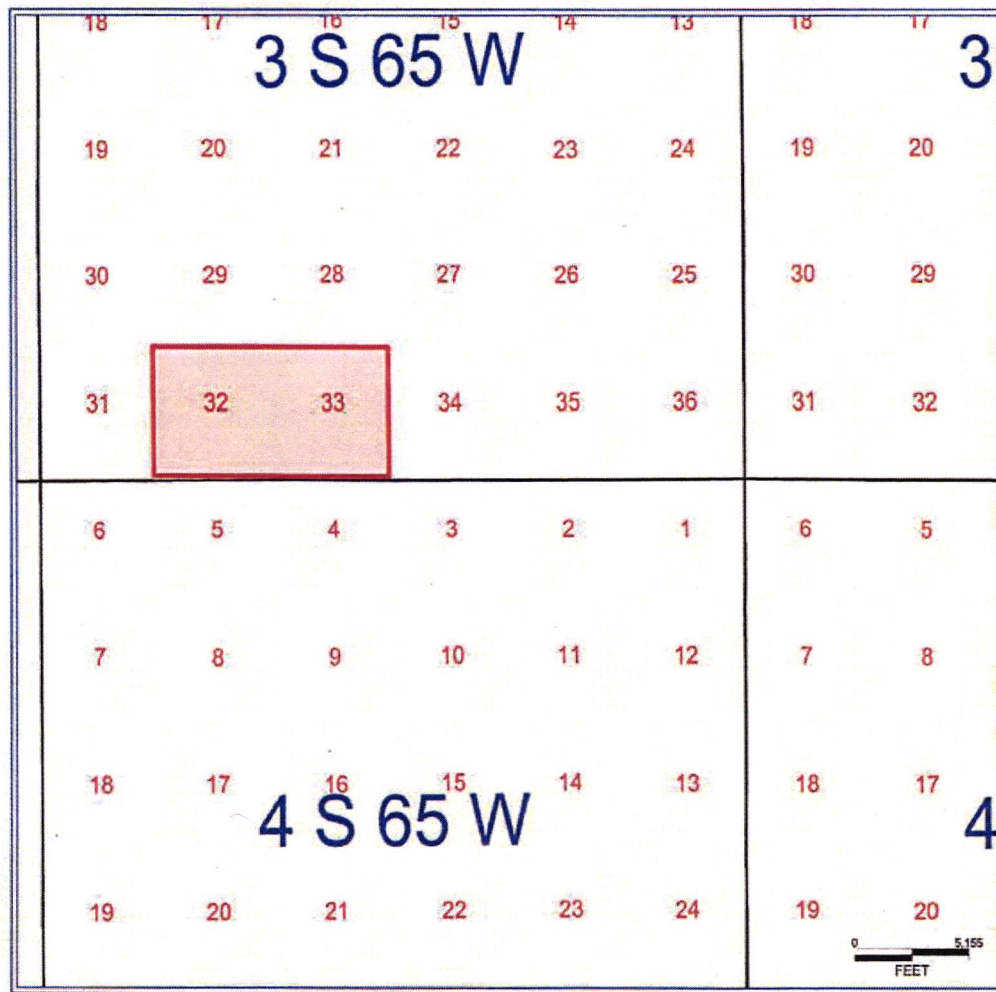 18 17 16 15 14 13 18 17
3 S 65 W 3
19 20 21 22 23 24 19 20
30 29 28 27 26 25 30 29
31 32 33 34 35 36 31 32
6 5 4 3 2 1 6 5
7 8 9 10 11 12 7 8
18 17 16 15 14 13 18 17
4 S 65 W 4
19 20 21 22 23 24 19 20
0 5,155
FEET